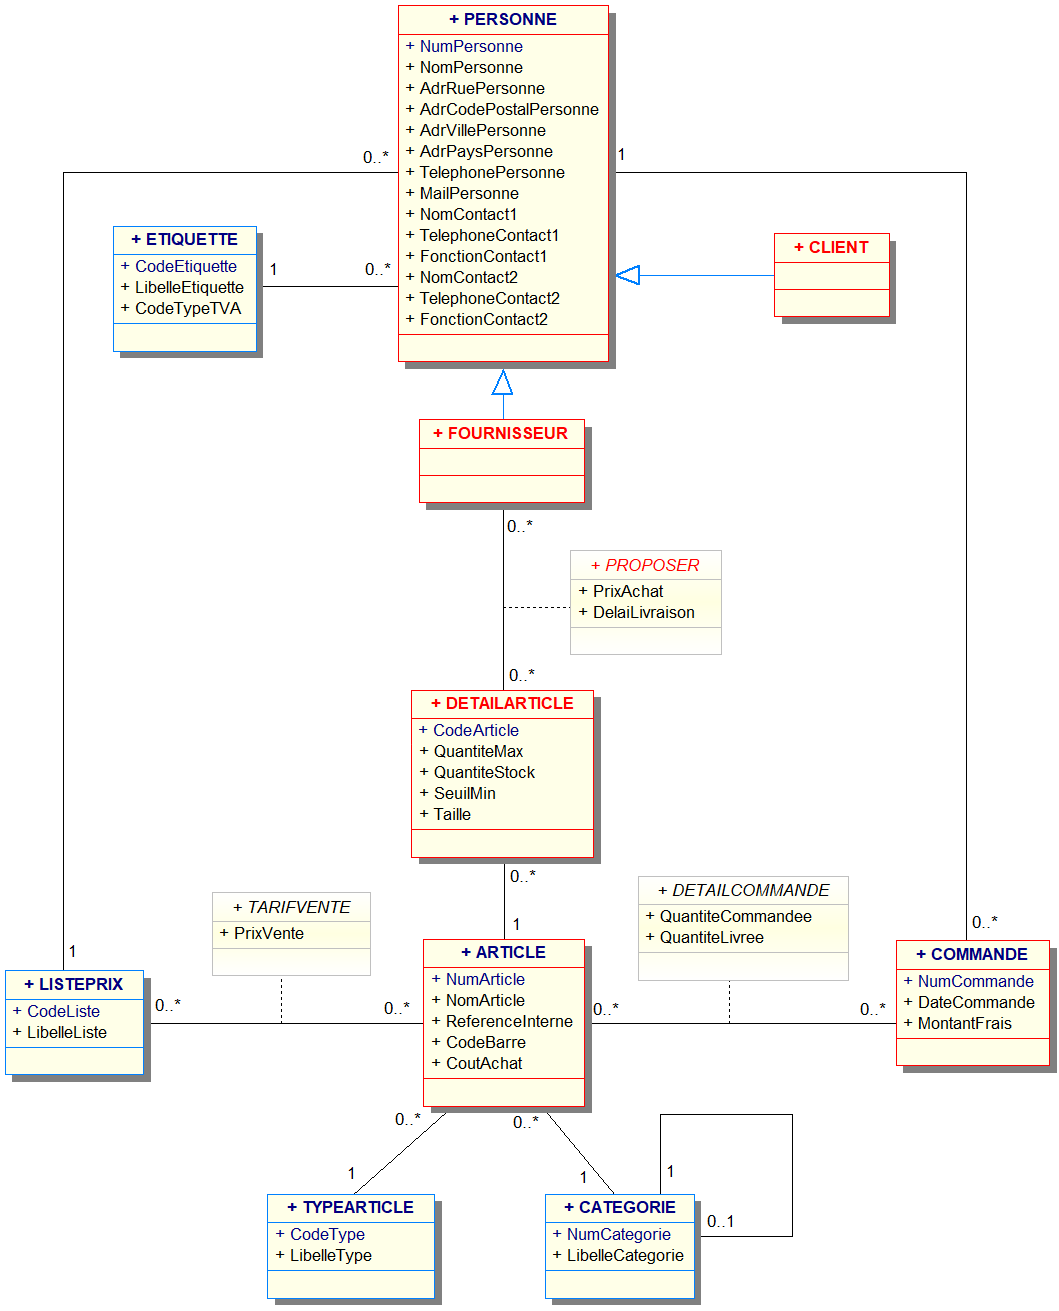 + PERSONNE
+ NumPersonne
+ NomPersonne
+ AdrRuePersonne
+ AdrCodePostalPersonne
+ AdrVillePersonne
+ AdrPaysPersonne
+ TelephonePersonne
+ MailPersonne
+ NomContact1
+ TelephoneContact1
+ FonctionContact1
+ NomContact2
+ TelephoneContact2
+ FonctionContact2
0..*
1
+ ETIQUETTE
+ CodeEtiquette
+ LibelleEtiquette
+ CodeTypeTVA
1
0..*
+ CLIENT
+ FOURNISSEUR
0..*
+ PROPOSER
+ PrixAchat
+ DelaiLivraison
0..*
+ DETAILARTICLE
+ CodeArticle
+ QuantiteMax
+ QuantiteStock
+ SeuilMin
+ Taille
0..*
1
+ TARIFVENTE
+ PrixVente
+ DETAILCOMMANDE
+ QuantiteCommandee
+ QuantiteLivree
1
0..*
+ LISTEPRIX
+ CodeListe
+ LibelleListe
0..*
0..*
+ ARTICLE
+ NumArticle
+ NomArticle
+ ReferenceInterne
+ CodeBarre
+ CoutAchat
0..*
0..*
+ COMMANDE
+ NumCommande
+ DateCommande
+ MontantFrais
0..*
0..*
1
1
1
0..1
+ TYPEARTICLE
+ CodeType
+ LibelleType
+ CATEGORIE
+ NumCategorie
+ LibelleCategorie